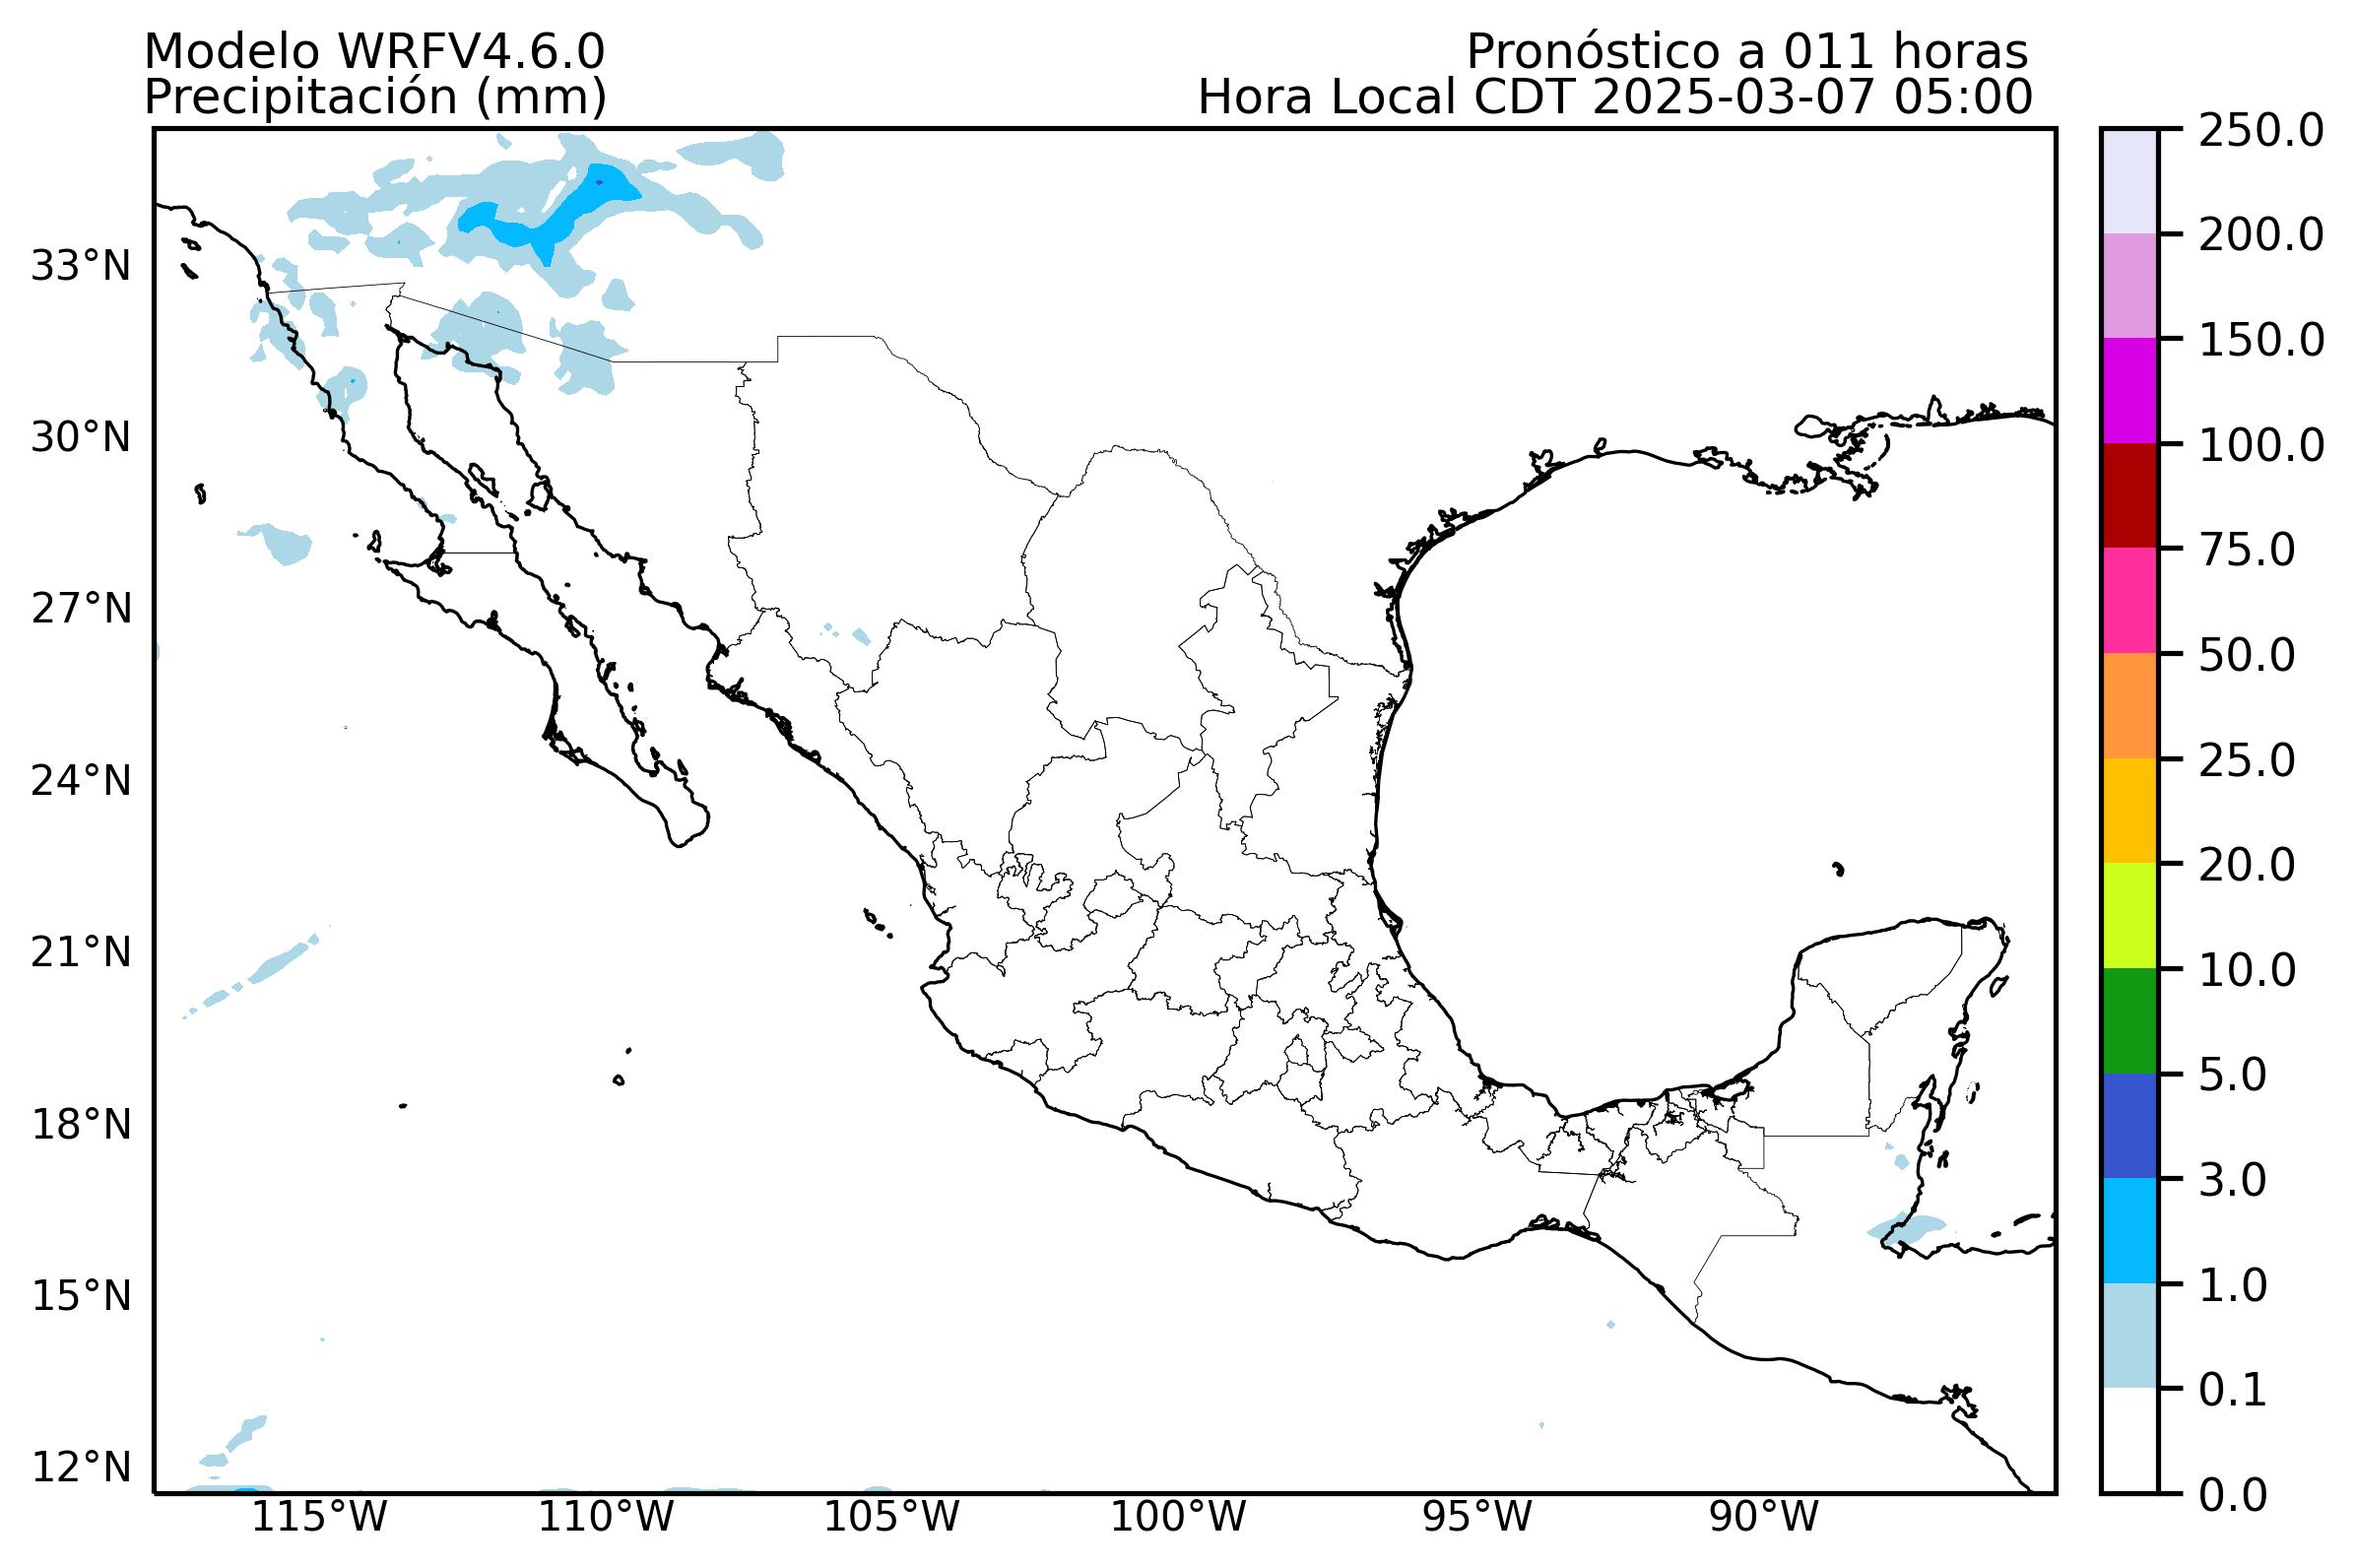 Modelo WRFV4.6.0
Pronóstico a 011 horas
Precipitación (mm)
Hora Local CDT 2025-03-07 05:00
33°N
30°N
27°N
24°N
21°N
18°N
15°N
12°N
115°W
110°W
105°W
100°W
95°W
90°W
250.0
200.0
150.0
100.0
75.0
50.0
25.0
20.0
10.0
5.0
3.0
1.0
0.1
0.0